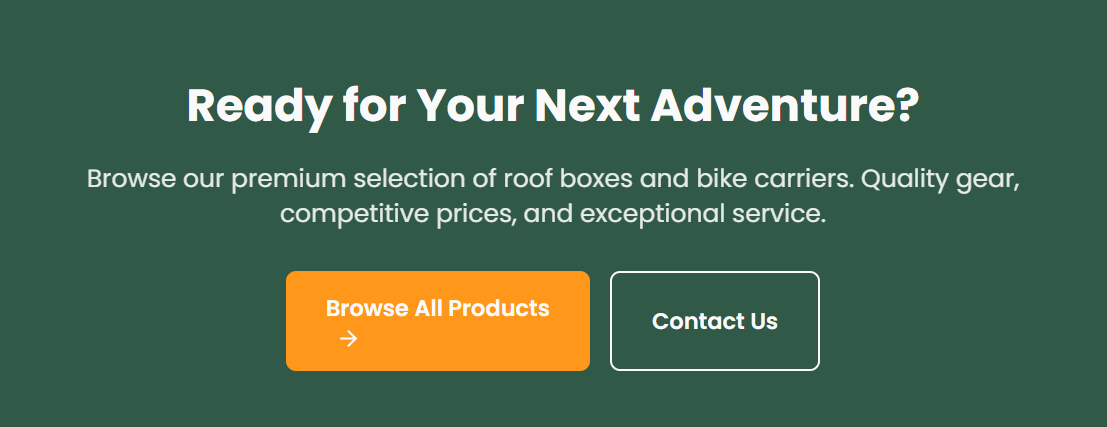 Ready for Your Next Adventure?
Browse our premium selection of roof boxes and bike carriers. Quality gear,
competitive prices, and exceptional service.
Browse All Products
→
Contact Us